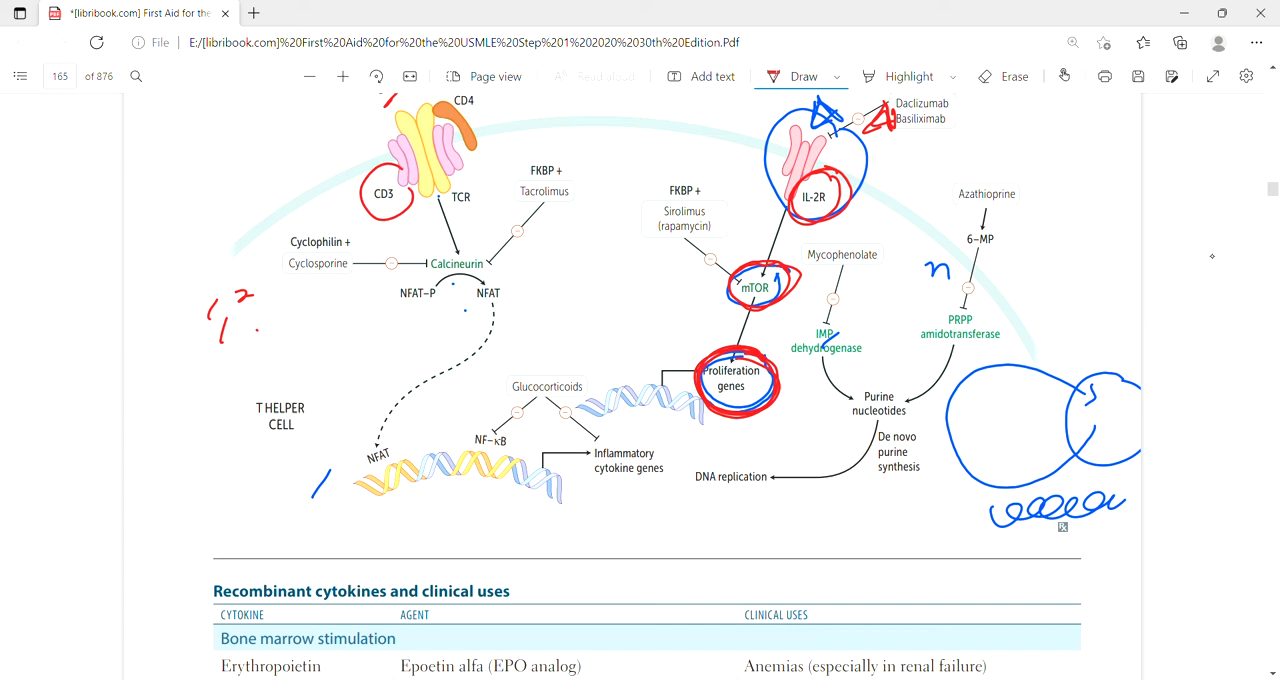 *[libribook.com] First Aid for the
File
E:/[libribook.com]%20First%20Aid%20for%20the%20USMLE%20Step%201%202020%2030th%20Edition.Pdf
165
of 876
Page view
Read aloud
Add text
Draw
Highlight
Erase
CD4
Daclizumab
Basiliximab
CD3
TCR
FKBP +
Tacrolimus
FKBP +
Sirolimus
(rapamycin)
IL-2R
Azathioprine
6–MP
Cyclophilin +
Cyclosporine
Calcineurin
NFAT–P
NFAT
Mycophenolate
mTOR
n
2
IMP
dehydrogenase
PRPP
amidotransferase
Proliferation
genes
Glucocorticoids
Purine
nucleotides
T HELPER
CELL
NF–κB
NFAT
Inflammatory
cytokine genes
De novo
purine
synthesis
DNA replication
Rx
Recombinant cytokines and clinical uses
CYTOKINE
AGENT
CLINICAL USES
Bone marrow stimulation
Erythropoietin
Epoetin alfa (EPO analog)
Anemias (especially in renal failure)